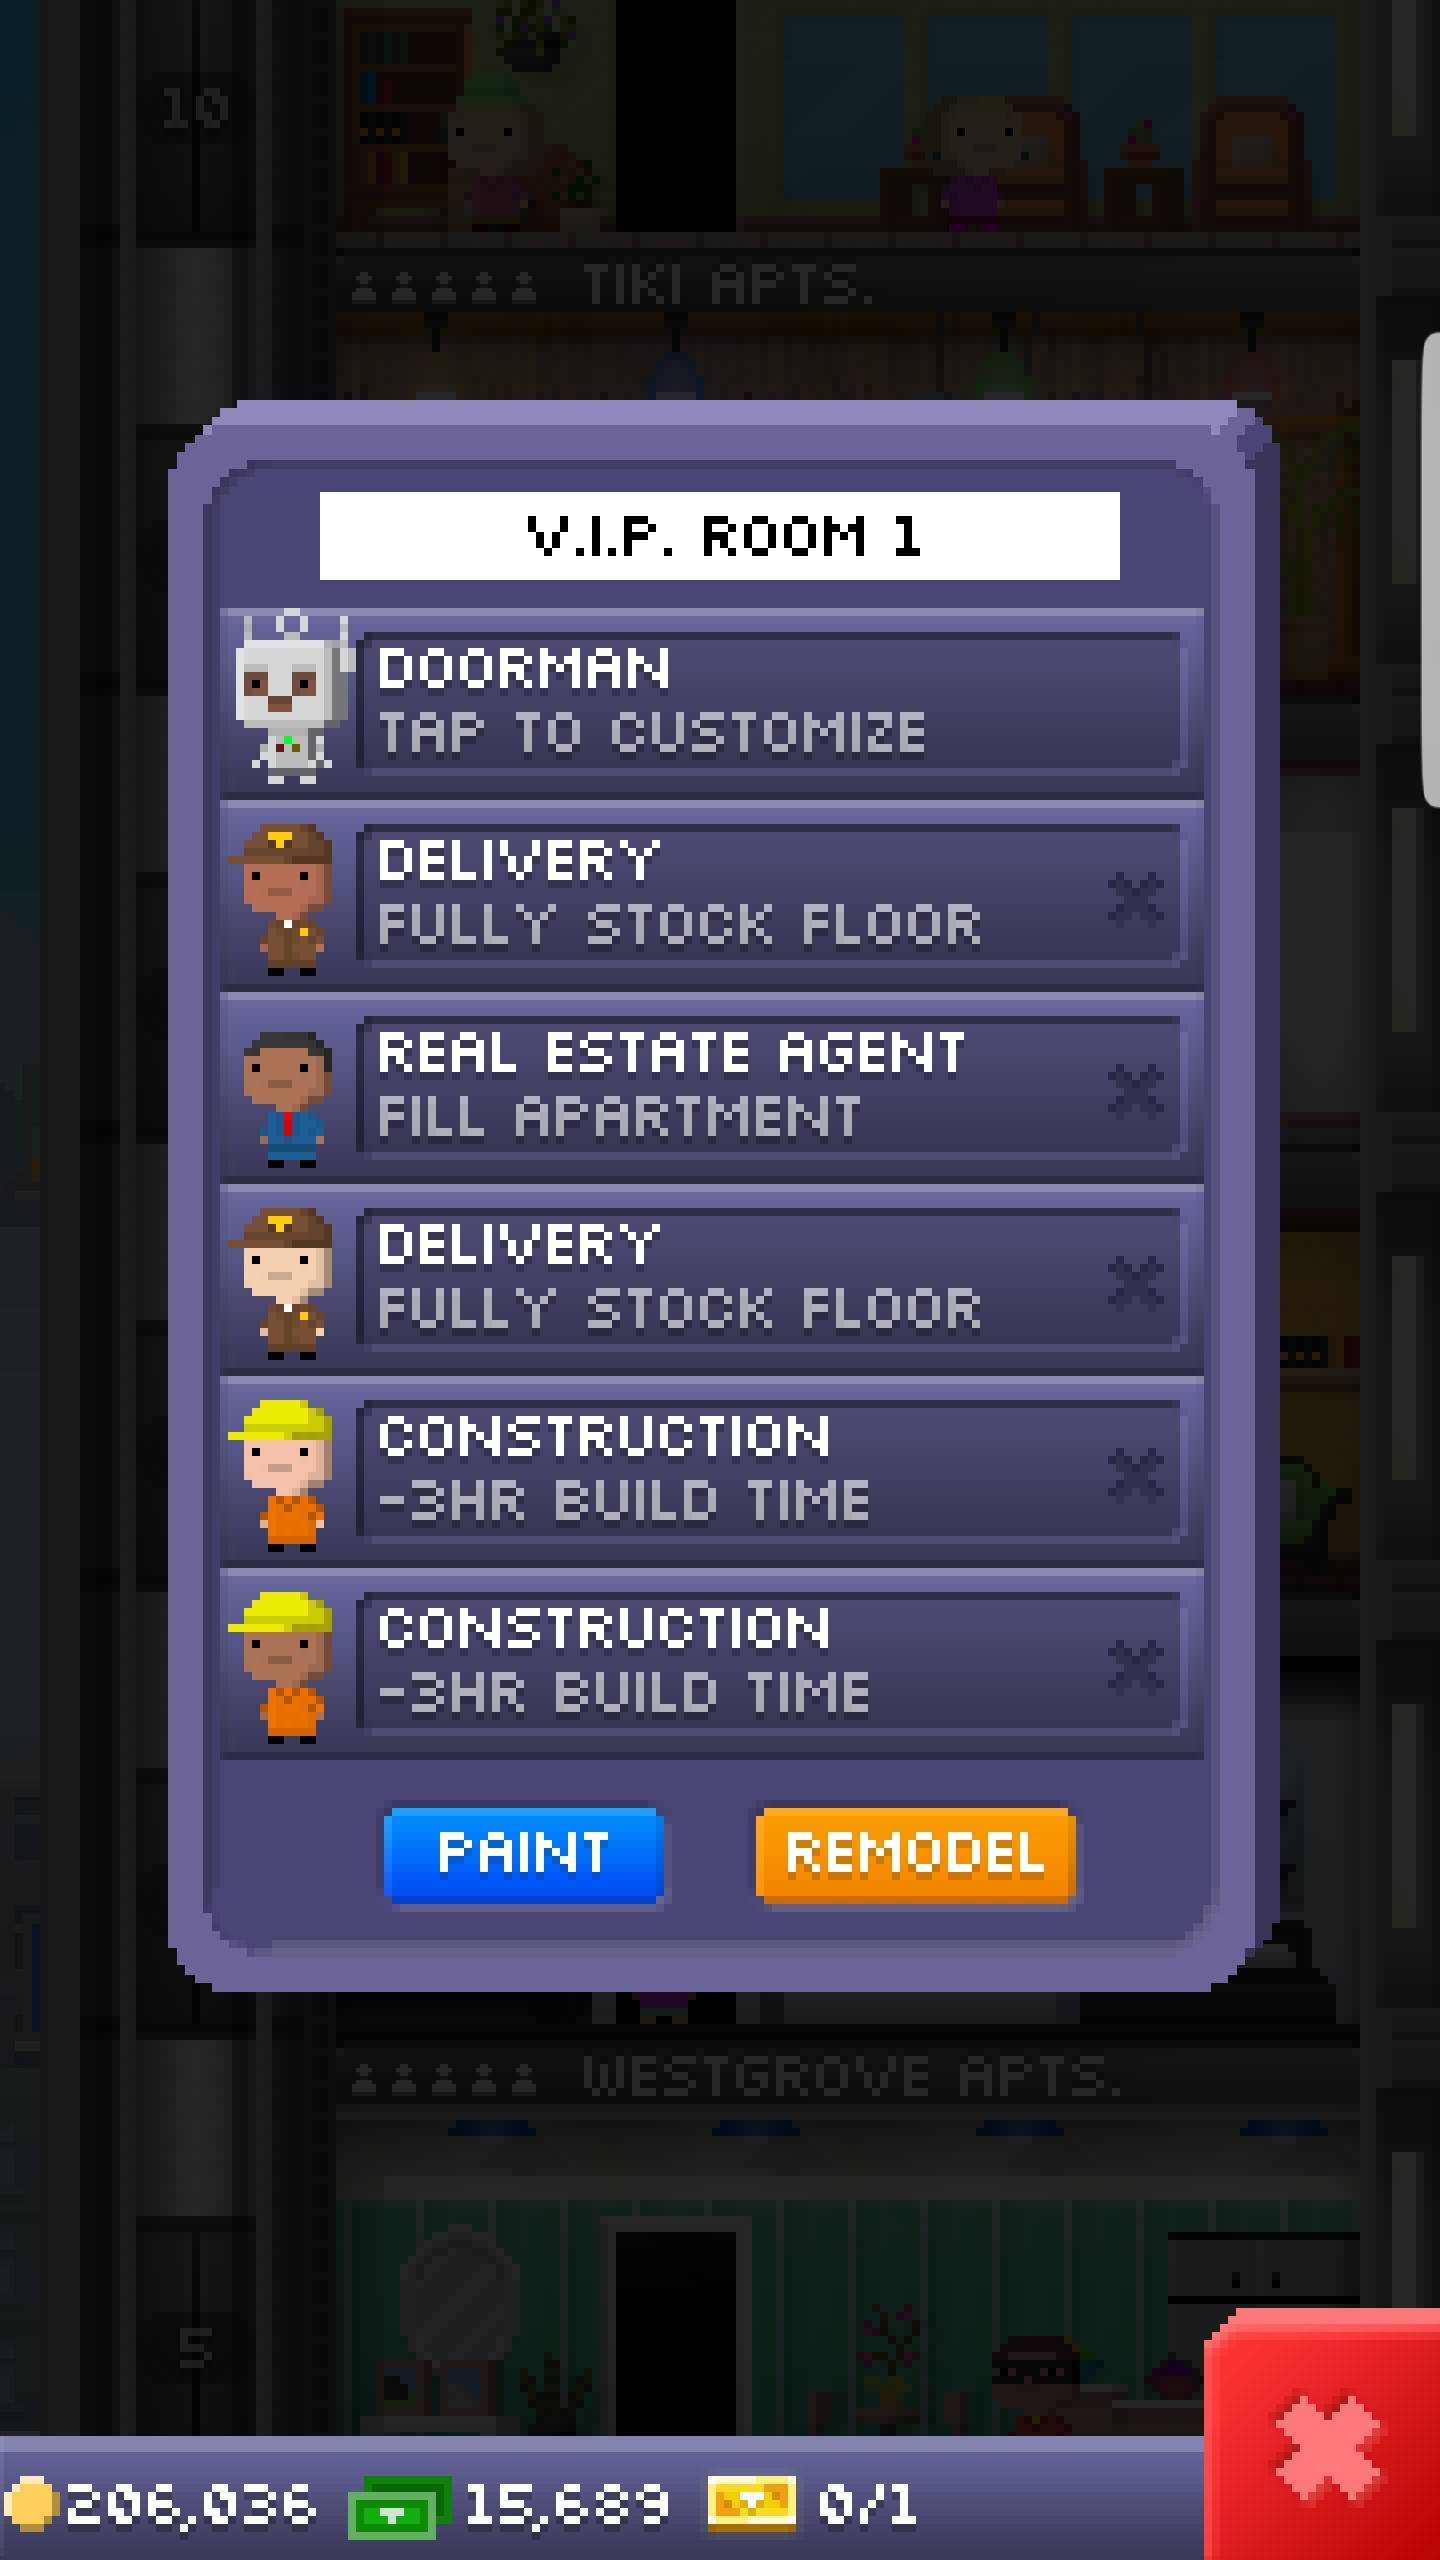 10
TIKI APTS.
V.I.P. ROOM 1
DOORMAN
TAP TO CUSTOMIZE
DELIVERY
FULLY STOCK FLOOR
REAL ESTATE AGENT
FILL APARTMENT
DELIVERY
FULLY STOCK FLOOR
CONSTRUCTION
-3HR BUILD TIME
CONSTRUCTION
-3HR BUILD TIME
PAINT REMODEL
WESTGROVE APTS.
5
206,036 15,689 0/1